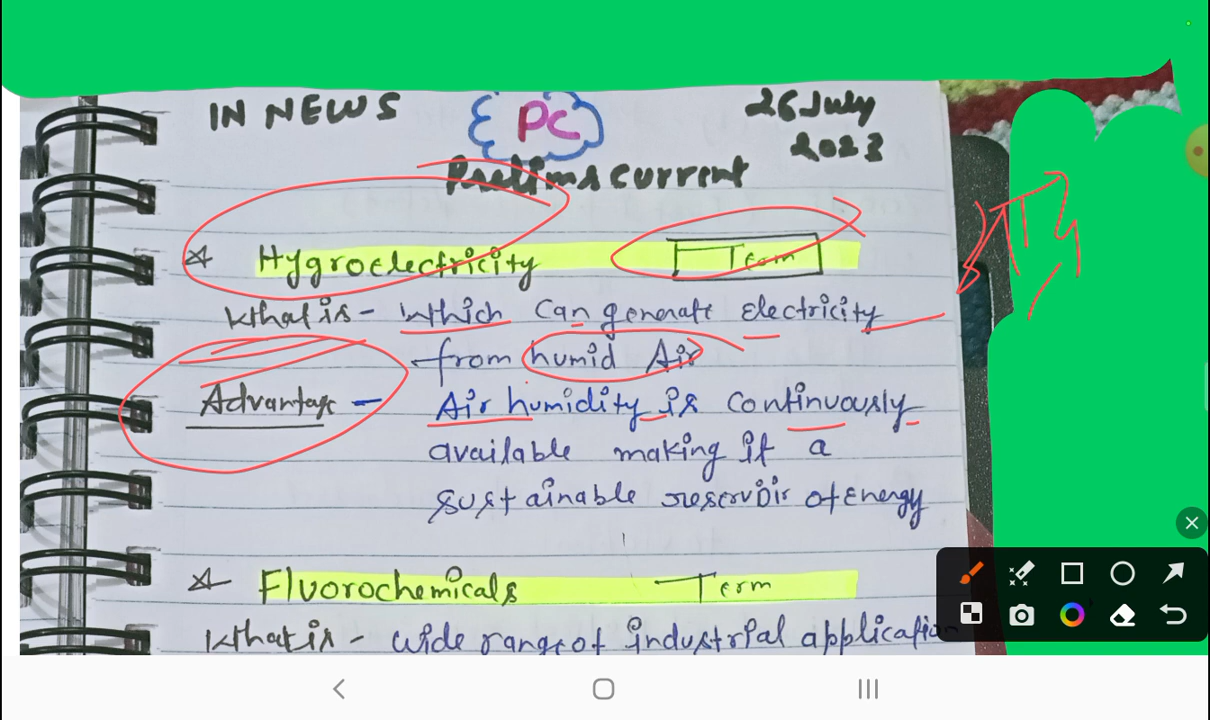 IN NEWS
PC
26 July
2023
Prelims current
Hygroelectricity
Term
What is - which can generate electricity
from humid Air
Advantage - Air humidity is continuously
available making it a
sustainable reservoir of energy
Fluorochemicals
Term
What is - wide range of industrial application